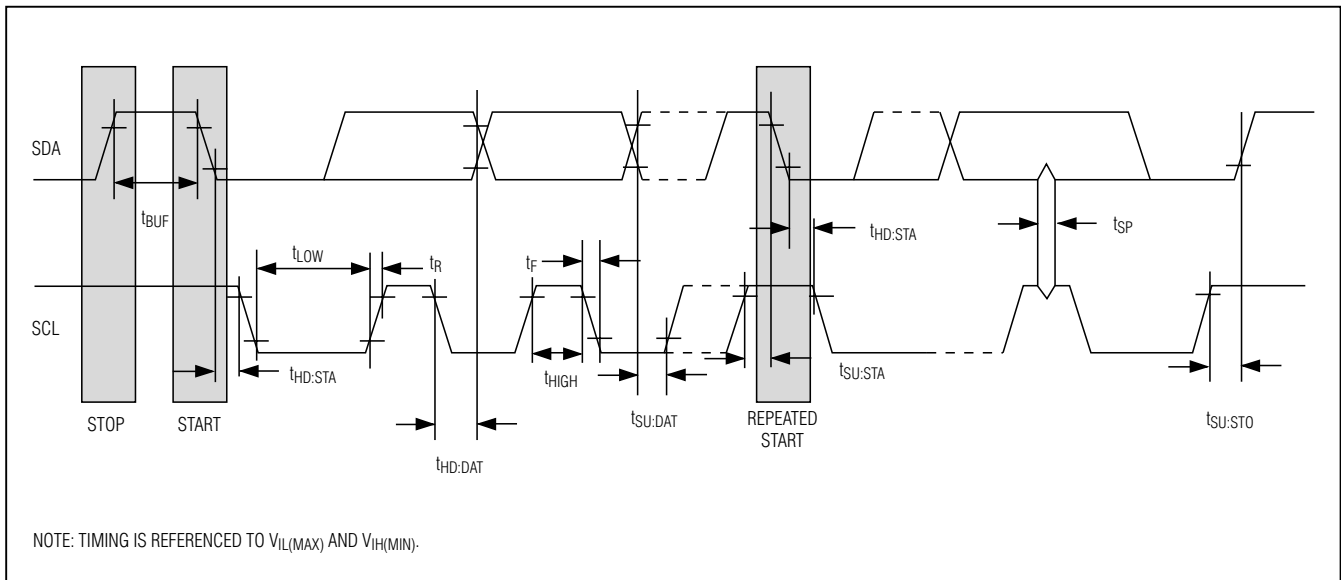 SDA
tBUF
tLOW
tR
tF
tHD:STA
tSP
SCL
tHD:STA
tHIGH
tSU:STA
tSU:DAT
tSU:STO
STOP
START
REPEATED
START
tHD:DAT
NOTE: TIMING IS REFERENCED TO VIL(MAX) AND VIH(MIN).